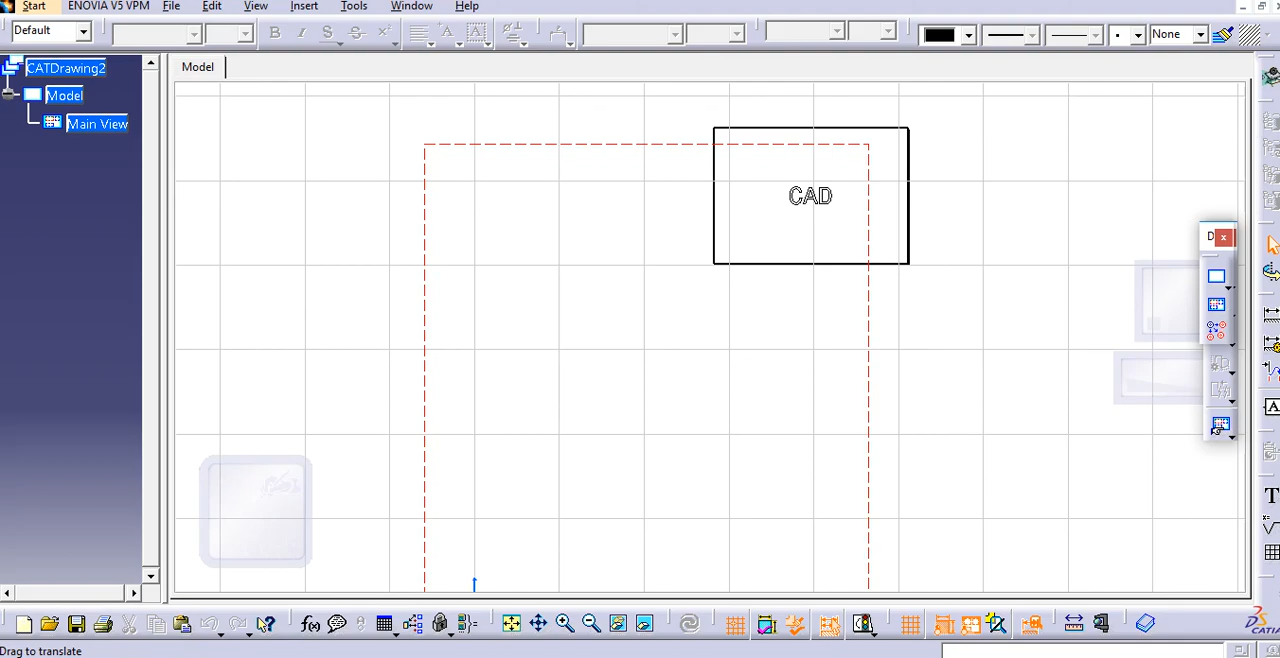 Start ENOVIA V5 VPM File Edit View Insert Tools Window Help
Default
B I S S x None
CATDrawing2
Model
Main View
Model
CAD
D x
A
T
f(x)
Drag to translate
CATIA